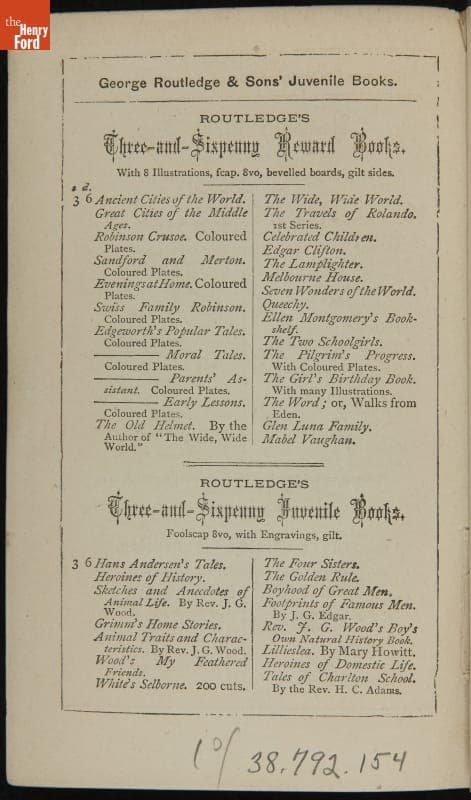 the
Henry
Ford
George Routledge & Sons' Juvenile Books.
ROUTLEDGE'S
Three-and-Sixpenny Reward Books.
With 8 Illustrations, fcap. 8vo, bevelled boards, gilt sides.
s. d.
3 6 Ancient Cities of the World.
Great Cities of the Middle
Ages.
Robinson Crusoe. Coloured
Plates.
Sandford and Merton.
Coloured Plates.
Evenings at Home. Coloured
Plates.
Swiss Family Robinson.
Coloured Plates.
Edgeworth's Popular Tales.
Coloured Plates.
——— Moral Tales.
Coloured Plates.
——— Parents' As-
sistant. Coloured Plates.
——— Early Lessons.
Coloured Plates.
The Old Helmet. By the
Author of "The Wide, Wide
World."
The Wide, Wide World.
The Travels of Rolando.
1st Series.
Celebrated Children.
Edgar Clifton.
The Lamplighter.
Melbourne House.
Seven Wonders of the World.
Queechy.
Ellen Montgomery's Book-
shelf.
The Two Schoolgirls.
The Pilgrim's Progress.
With Coloured Plates.
The Girl's Birthday Book.
With many Illustrations.
The Word; or, Walks from
Eden.
Glen Luna Family.
Mabel Vaughan.
ROUTLEDGE'S
Three-and-Sixpenny Juvenile Books.
Foolscap 8vo, with Engravings, gilt.
3 6 Hans Andersen's Tales.
Heroines of History.
Sketches and Anecdotes of
Animal Life. By Rev. J. G.
Wood.
Grimm's Home Stories.
Animal Traits and Charac-
teristics. By Rev. J. G. Wood.
Wood's My Feathered
Friends.
White's Selborne. 200 cuts.
The Four Sisters.
The Golden Rule.
Boyhood of Great Men.
Footprints of Famous Men.
By J. G. Edgar.
Rev. J. G. Wood's Boy's
Own Natural History Book.
Lillieslea. By Mary Howitt.
Heroines of Domestic Life.
Tales of Charlton School.
By the Rev. H. C. Adams.
10/ 38.792.154